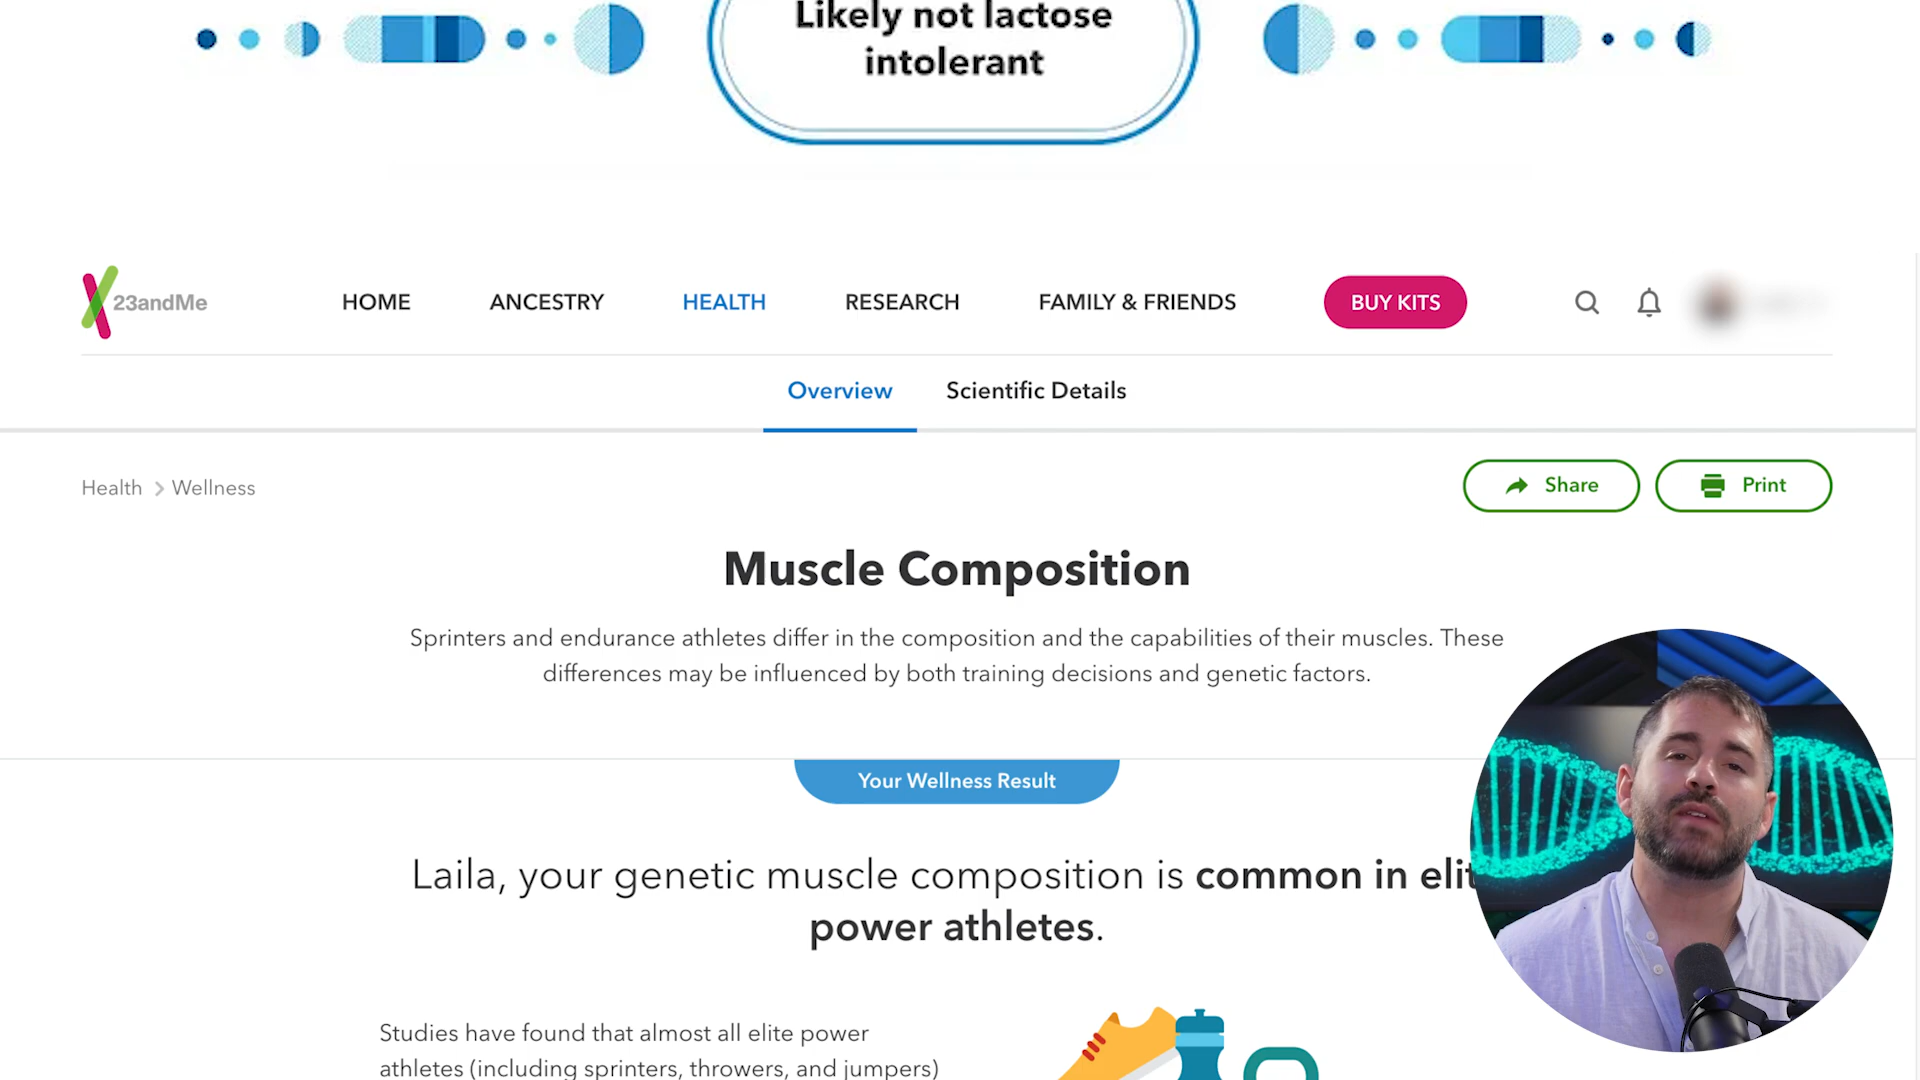 Likely not lactose
intolerant
23andMe
HOME
ANCESTRY
HEALTH
RESEARCH
FAMILY & FRIENDS
BUY KITS
Overview
Scientific Details
Health > Wellness
Share
Print
Muscle Composition
Sprinters and endurance athletes differ in the composition and the capabilities of their muscles. These
differences may be influenced by both training decisions and genetic factors.
Your Wellness Result
Laila, your genetic muscle composition is common in elit
power athletes.
Studies have found that almost all elite power
athletes (including sprinters, throwers, and jumpers)